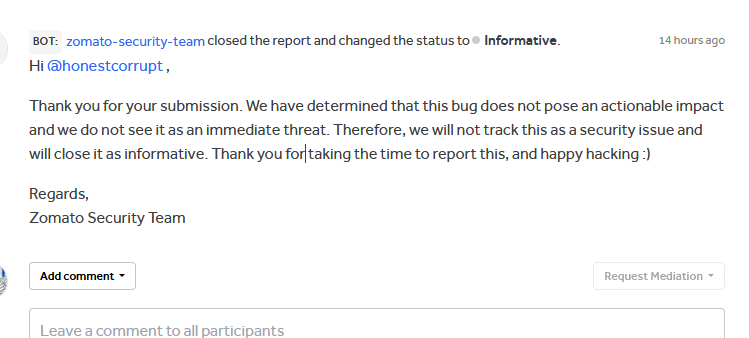 BOT: zomato-security-team closed the report and changed the status to Informative. 14 hours ago
Hi @honestcorrupt ,
Thank you for your submission. We have determined that this bug does not pose an actionable impact
and we do not see it as an immediate threat. Therefore, we will not track this as a security issue and
will close it as informative. Thank you for taking the time to report this, and happy hacking :)
Regards,
Zomato Security Team
Add comment Request Mediation
Leave a comment to all participants